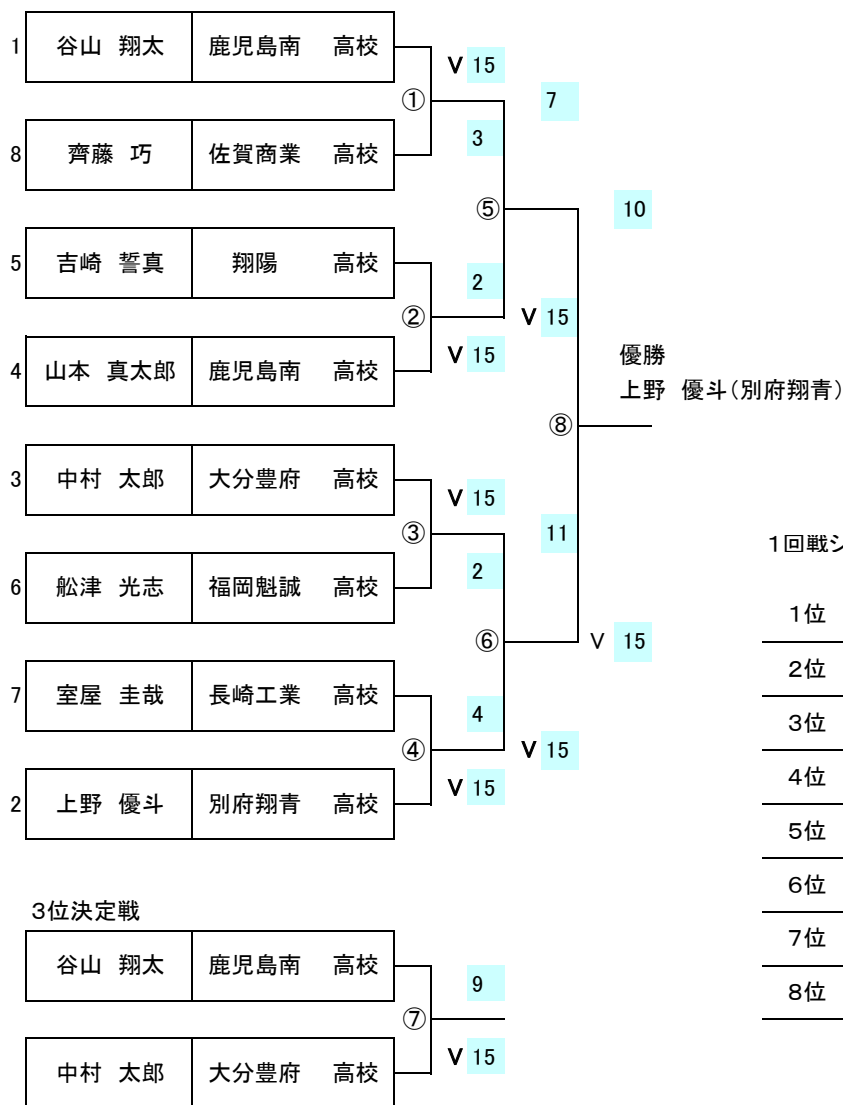 1 谷山 翔太 鹿児島南 高校
V 15
① 7
3
8 齊藤 巧 佐賀商業 高校
⑤ 10
5 吉崎 誓真 翔陽 高校
2
② V 15
V 15
4 山本 真太郎 鹿児島南 高校
優勝
上野 優斗(別府翔青)
⑧
3 中村 太郎 大分豊府 高校
V 15
③ 11
1回戦シ
2
6 舩津 光志 福岡魁誠 高校
1位
⑥ V 15
2位
7 室屋 圭哉 長崎工業 高校
4
3位
④ V 15
V 15
4位
2 上野 優斗 別府翔青 高校
5位
6位
3位決定戦
7位
谷山 翔太 鹿児島南 高校
9
8位
⑦
V 15
中村 太郎 大分豊府 高校